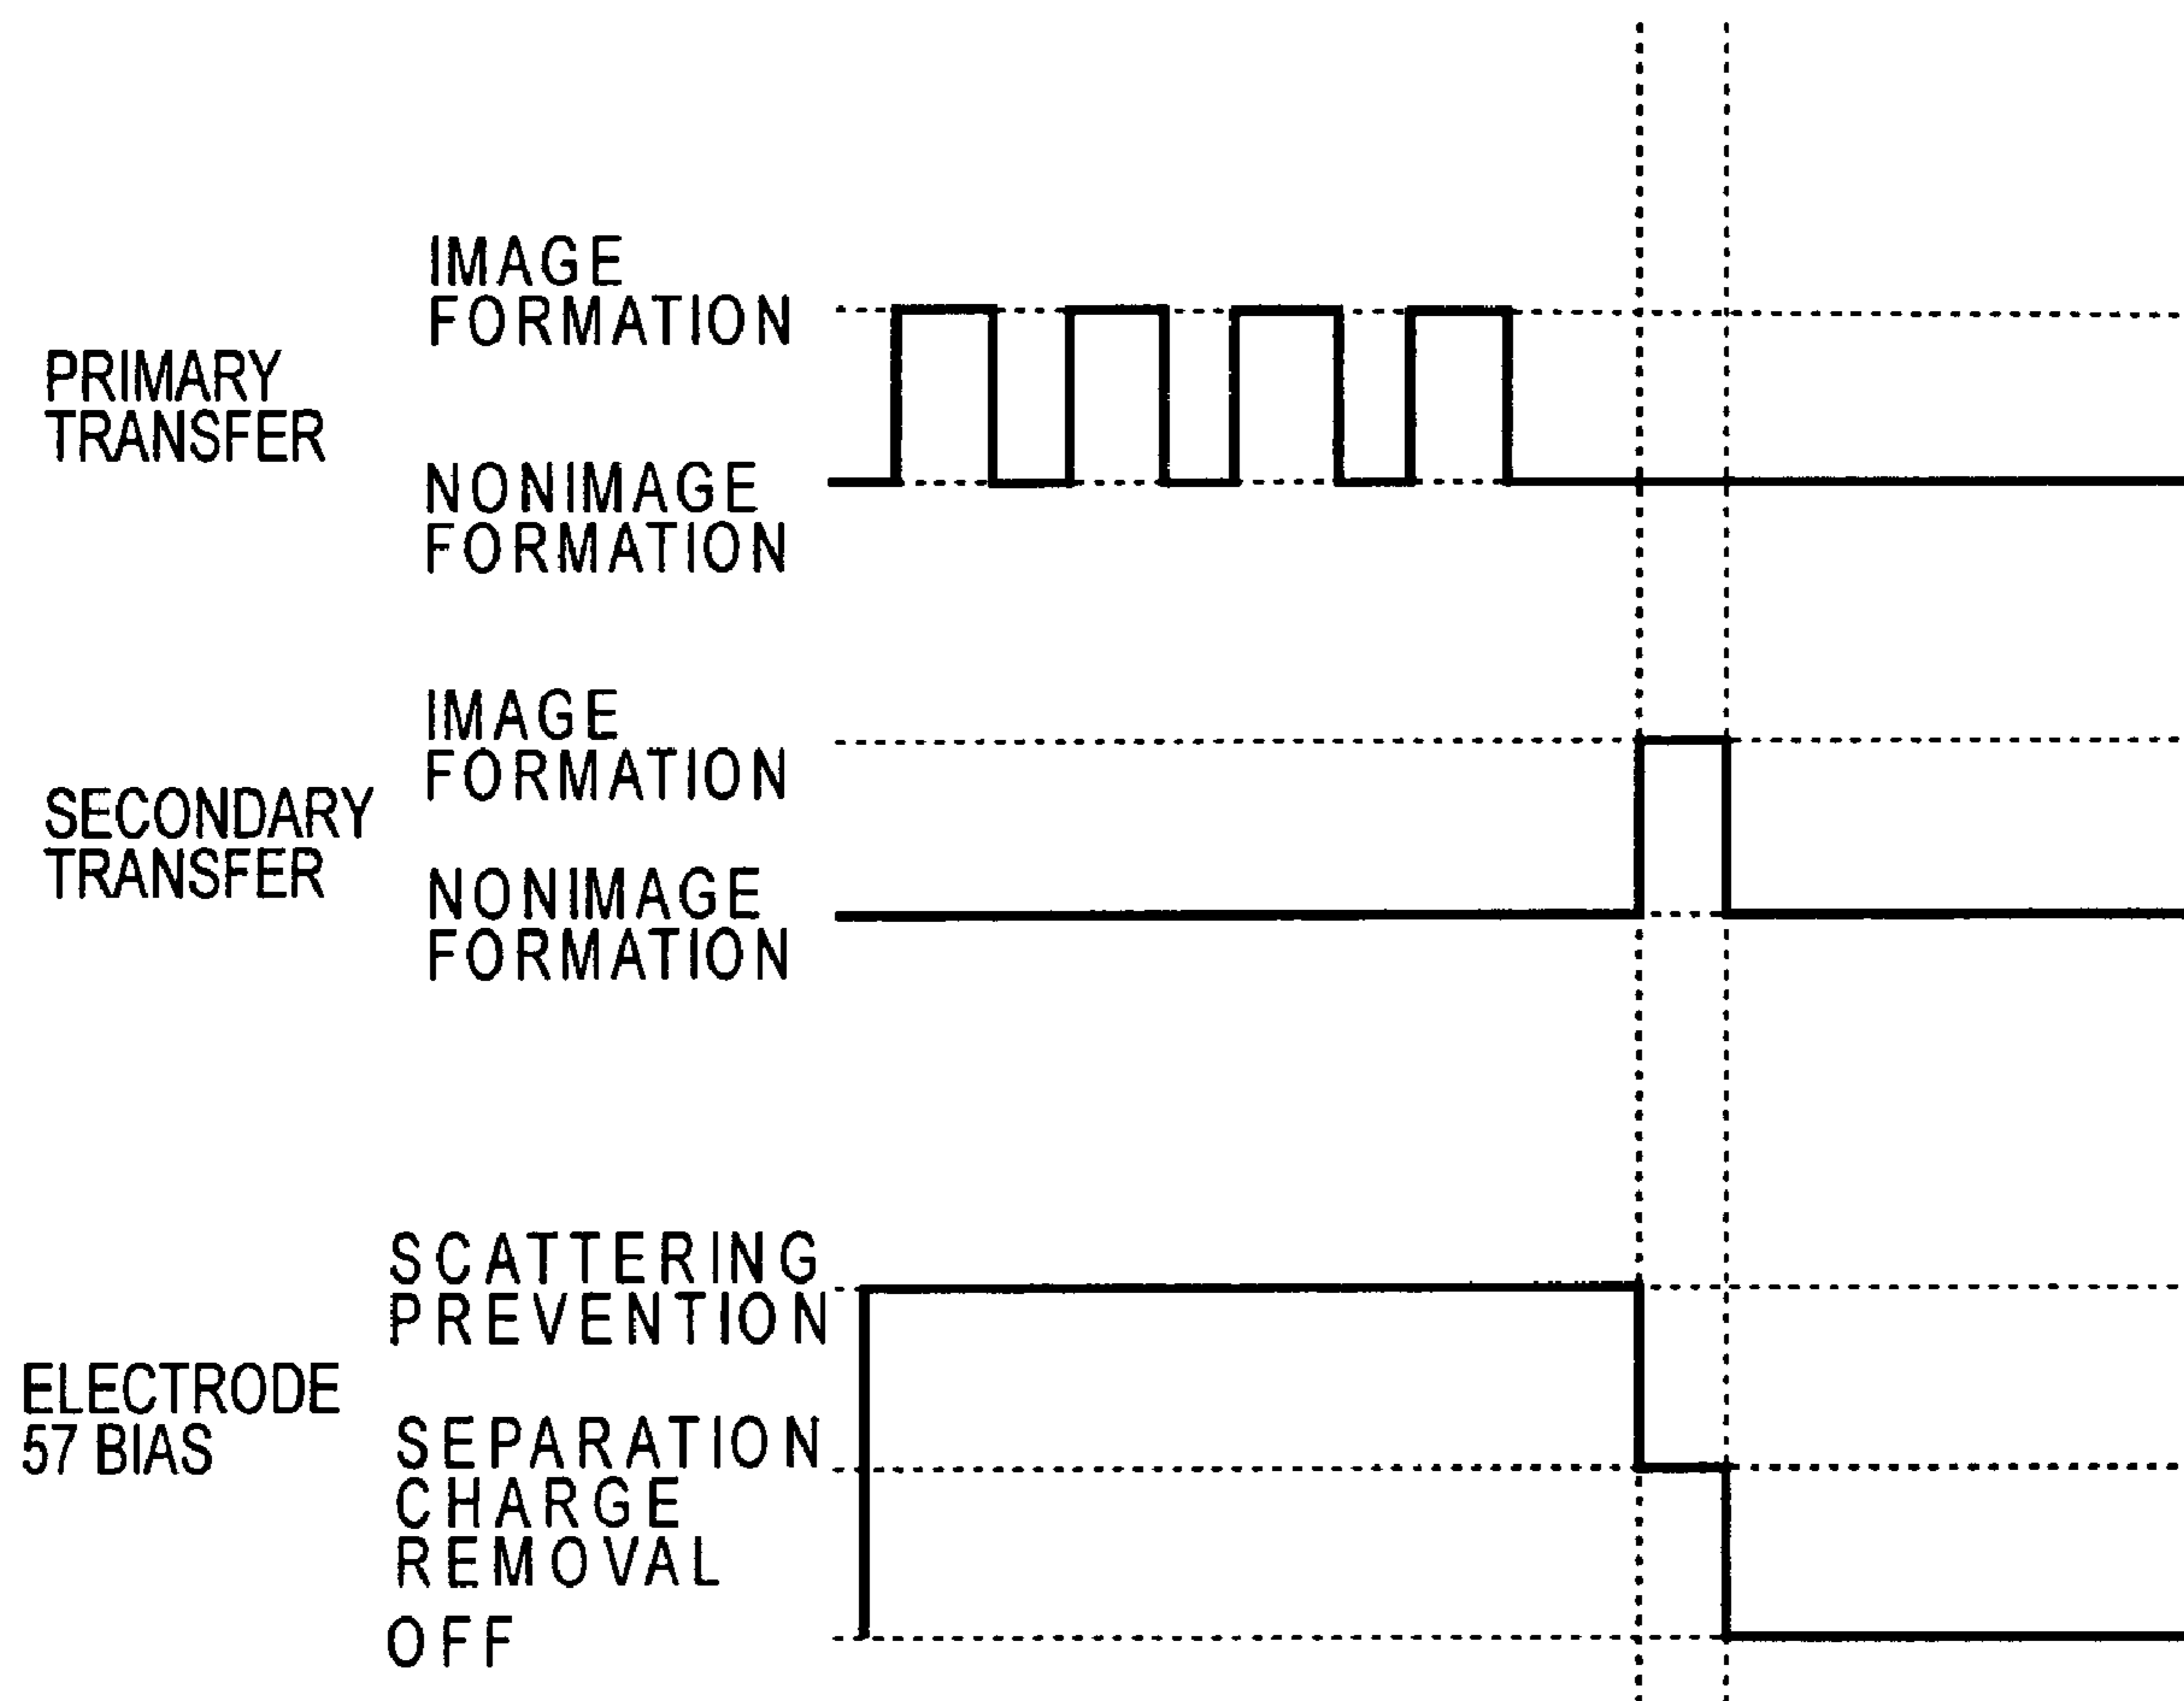 IMAGE
FORMATION
PRIMARY
TRANSFER
NONIMAGE
FORMATION
IMAGE
FORMATION
SECONDARY
TRANSFER
NONIMAGE
FORMATION
SCATTERING
PREVENTION
ELECTRODE
57 BIAS
SEPARATION
CHARGE
REMOVAL
OFF